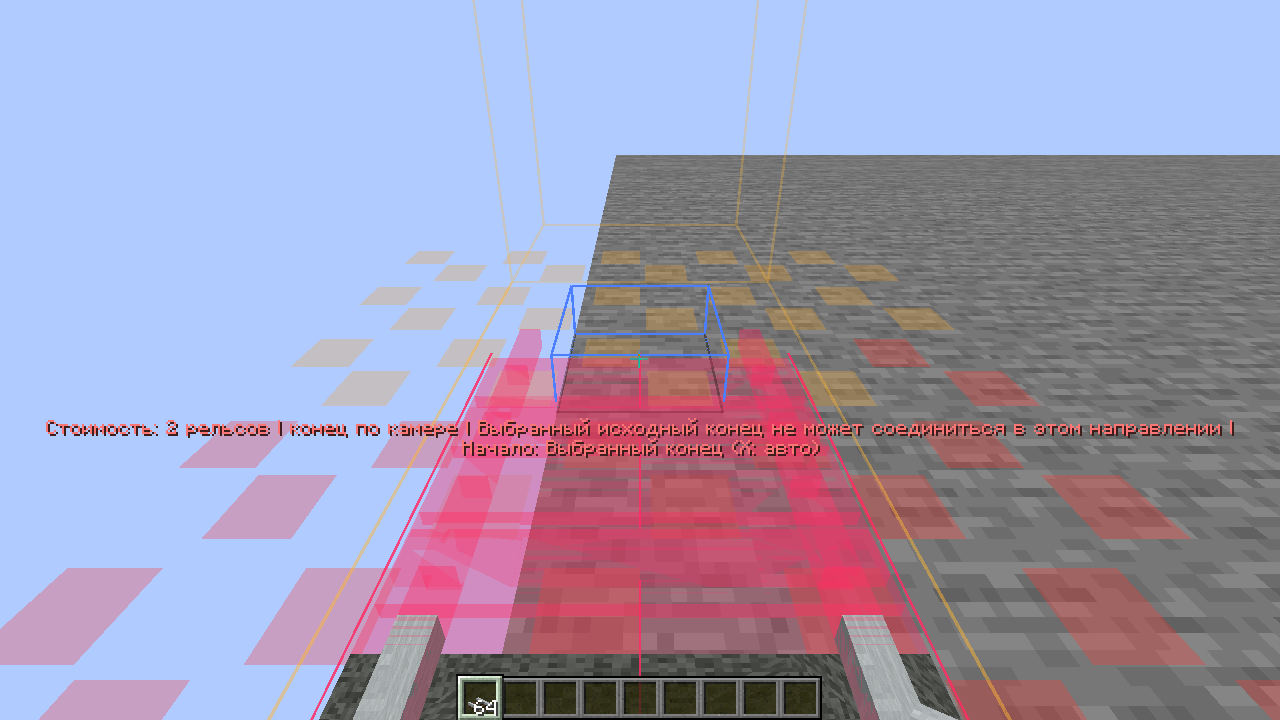 Стоимость: 2 рельсов | конец по камере | Выбранный исходный конец не может соединиться в этом направлении |
Начало: Выбранный конец (X: авто)
64